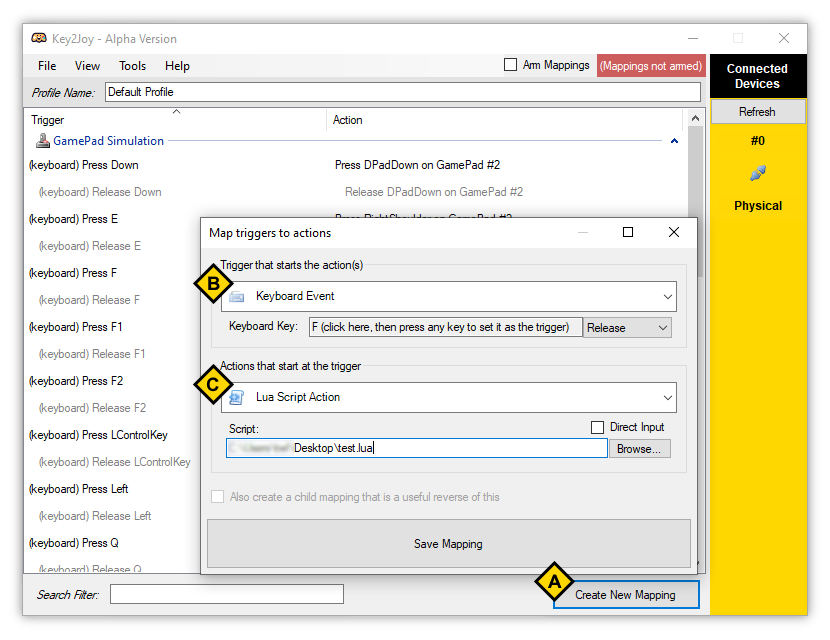 Key2Joy - Alpha Version
File View Tools Help
Arm Mappings (Mappings not armed)
Connected Devices
Profile Name: Default Profile
Refresh
Trigger Action
#0
GamePad Simulation
(keyboard) Press Down Press DPadDown on GamePad #2
Physical
(keyboard) Release Down Release DPadDown on GamePad #2
(keyboard) Press E Press RightShoulder on GamePad #2
(keyboard) Release E
(keyboard) Press F
(keyboard) Release F
(keyboard) Press F1
(keyboard) Release F1
(keyboard) Press F2
(keyboard) Release F2
(keyboard) Press LControlKey
(keyboard) Release LControlKey
(keyboard) Press Left
(keyboard) Release Left
(keyboard) Press Q
(keyboard) Release Q
Map triggers to actions
Trigger that starts the action(s)
B
Keyboard Event
Keyboard Key: F (click here, then press any key to set it as the trigger) Release
Actions that start at the trigger
C
Lua Script Action
Script: Direct Input
Desktop\test.lua Browse...
Also create a child mapping that is a useful reverse of this
Save Mapping
A
Search Filter: Create New Mapping